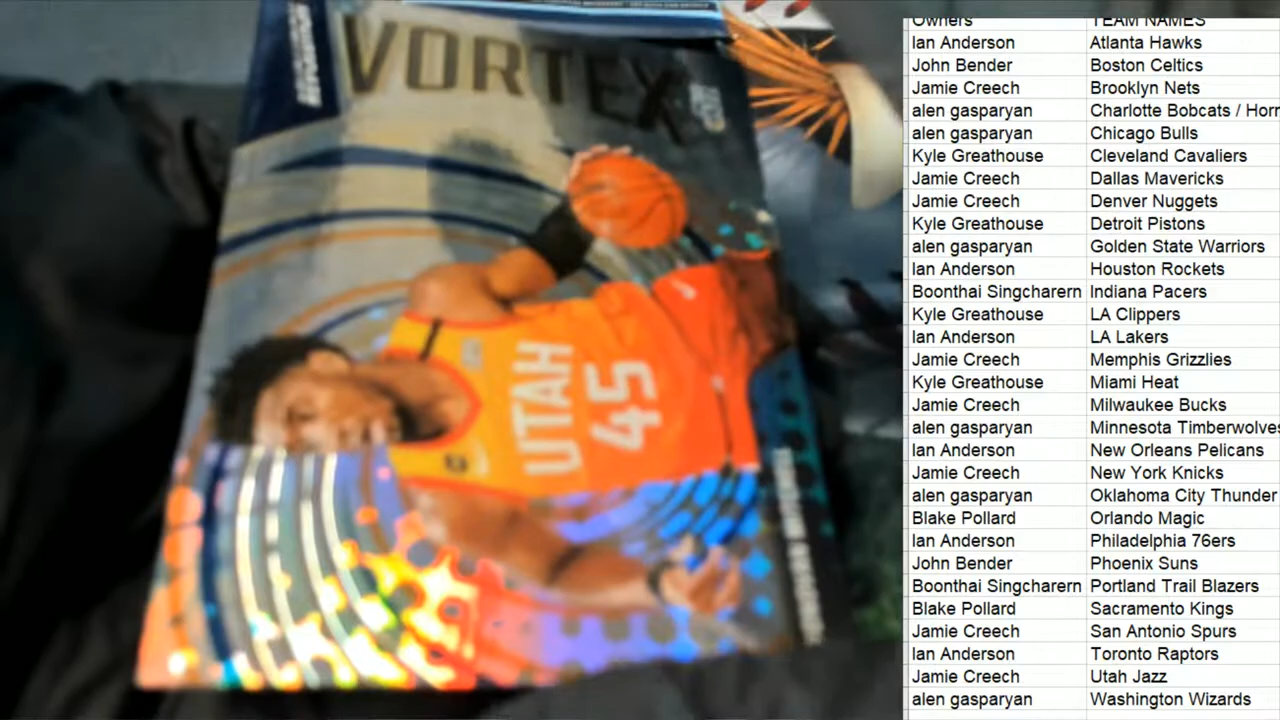 VORTEX
UTAH
45
Owners TEAM NAMES
Ian Anderson Atlanta Hawks
John Bender Boston Celtics
Jamie Creech Brooklyn Nets
alen gasparyan Charlotte Bobcats / Horr
alen gasparyan Chicago Bulls
Kyle Greathouse Cleveland Cavaliers
Jamie Creech Dallas Mavericks
Jamie Creech Denver Nuggets
Kyle Greathouse Detroit Pistons
alen gasparyan Golden State Warriors
Ian Anderson Houston Rockets
Boonthai Singcharern Indiana Pacers
Kyle Greathouse LA Clippers
Ian Anderson LA Lakers
Jamie Creech Memphis Grizzlies
Kyle Greathouse Miami Heat
Jamie Creech Milwaukee Bucks
alen gasparyan Minnesota Timberwolves
Ian Anderson New Orleans Pelicans
Jamie Creech New York Knicks
alen gasparyan Oklahoma City Thunder
Blake Pollard Orlando Magic
Ian Anderson Philadelphia 76ers
John Bender Phoenix Suns
Boonthai Singcharern Portland Trail Blazers
Blake Pollard Sacramento Kings
Jamie Creech San Antonio Spurs
Ian Anderson Toronto Raptors
Jamie Creech Utah Jazz
alen gasparyan Washington Wizards